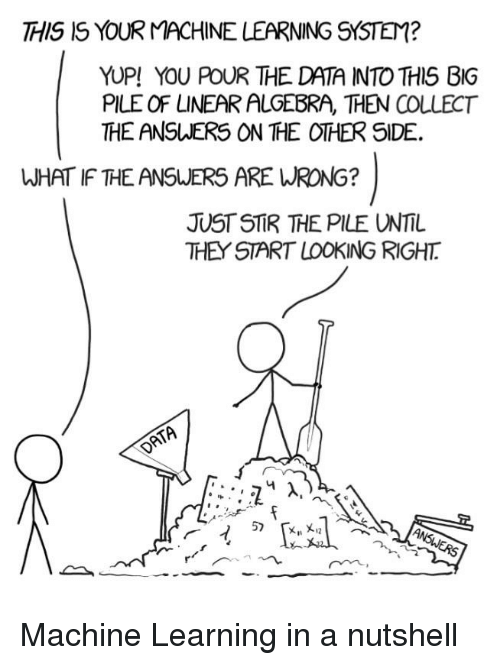 THIS IS YOUR MACHINE LEARNING SYSTEM?
YUP! YOU POUR THE DATA INTO THIS BIG
PILE OF LINEAR ALGEBRA, THEN COLLECT
THE ANSWERS ON THE OTHER SIDE.
WHAT IF THE ANSWERS ARE WRONG?
JUST STIR THE PILE UNTIL
THEY START LOOKING RIGHT.
DATA
4 λ
57
ANSWERS
Machine Learning in a nutshell